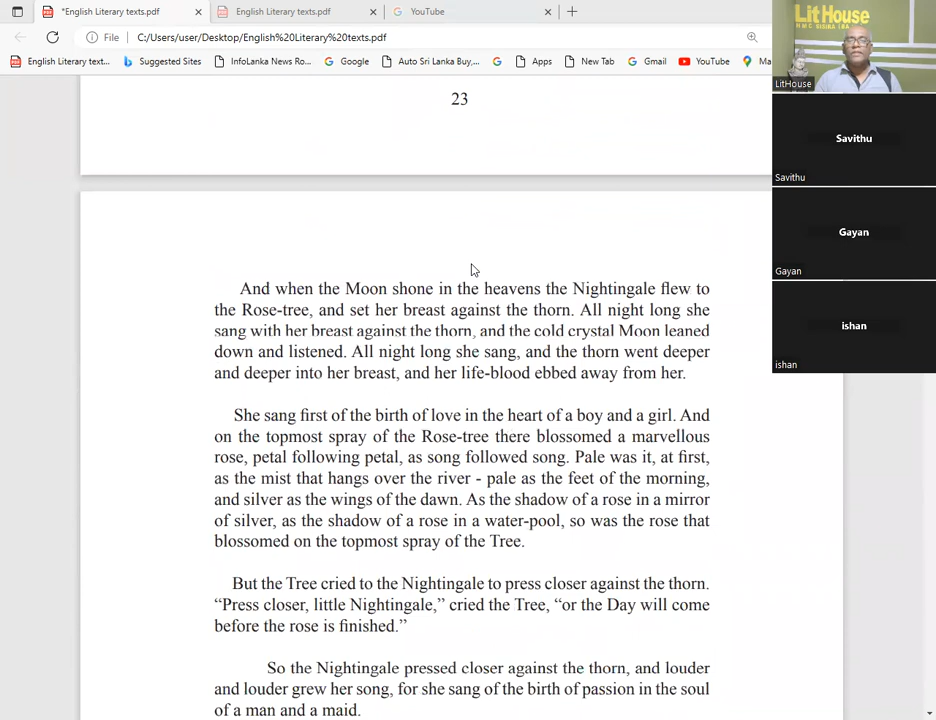 *English Literary texts.pdf
English Literary texts.pdf
YouTube
File
C:/Users/user/Desktop/English%20Literary%20texts.pdf
English Literary text...
Suggested Sites
InfoLanka News Ro...
Google
Auto Sri Lanka Buy,...
Apps
New Tab
Gmail
YouTube
Ma
LitHouse
LitHouse
Savithu
Savithu
Gayan
Gayan
ishan
ishan
23
And when the Moon shone in the heavens the Nightingale flew to
the Rose-tree, and set her breast against the thorn. All night long she
sang with her breast against the thorn, and the cold crystal Moon leaned
down and listened. All night long she sang, and the thorn went deeper
and deeper into her breast, and her life-blood ebbed away from her.
She sang first of the birth of love in the heart of a boy and a girl. And
on the topmost spray of the Rose-tree there blossomed a marvellous
rose, petal following petal, as song followed song. Pale was it, at first,
as the mist that hangs over the river - pale as the feet of the morning,
and silver as the wings of the dawn. As the shadow of a rose in a mirror
of silver, as the shadow of a rose in a water-pool, so was the rose that
blossomed on the topmost spray of the Tree.
But the Tree cried to the Nightingale to press closer against the thorn.
“Press closer, little Nightingale,” cried the Tree, “or the Day will come
before the rose is finished.”
So the Nightingale pressed closer against the thorn, and louder
and louder grew her song, for she sang of the birth of passion in the soul
of a man and a maid.